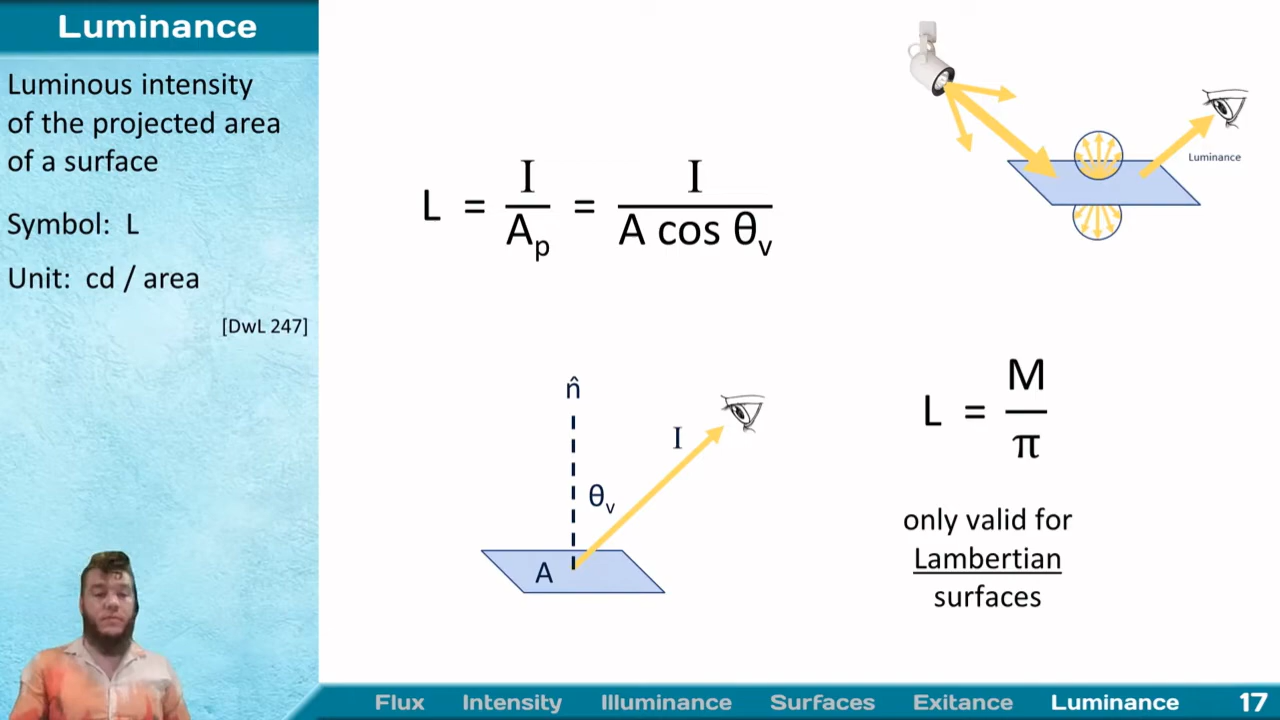 Luminance
Luminous intensity
of the projected area
of a surface
Symbol: L
Unit: cd / area
[DwL 247]
L = I / A_p = I / A cos θ_v
Luminance
n̂
I
θ_v
A
L = M / π
only valid for
Lambertian
surfaces
Flux Intensity Illuminance Surfaces Exitance Luminance 17